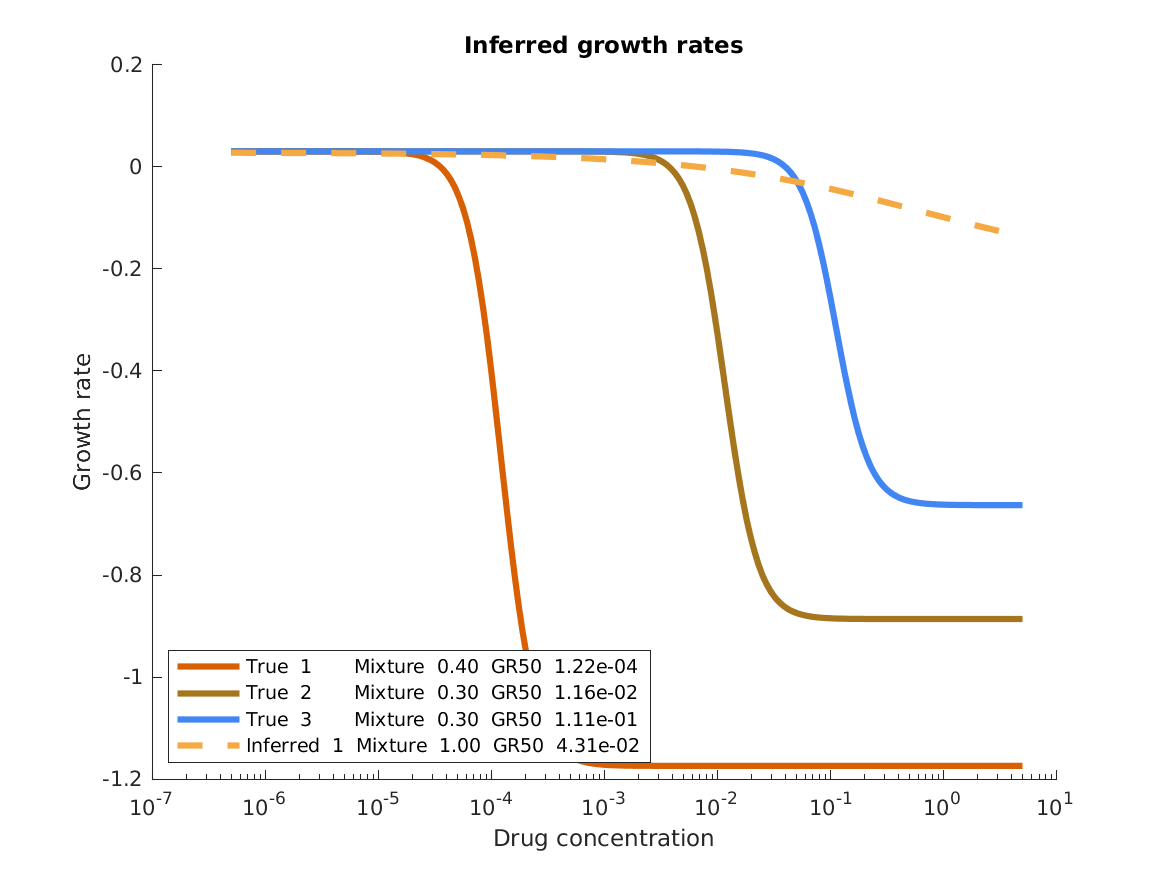 Inferred growth rates
0.2
0
-0.2
-0.4
-0.6
-0.8
-1
-1.2
Growth rate
True 1 Mixture 0.40 GR50 1.22e-04
True 2 Mixture 0.30 GR50 1.16e-02
True 3 Mixture 0.30 GR50 1.11e-01
Inferred 1 Mixture 1.00 GR50 4.31e-02
10^-7 10^-6 10^-5 10^-4 10^-3 10^-2 10^-1 10^0 10^1
Drug concentration